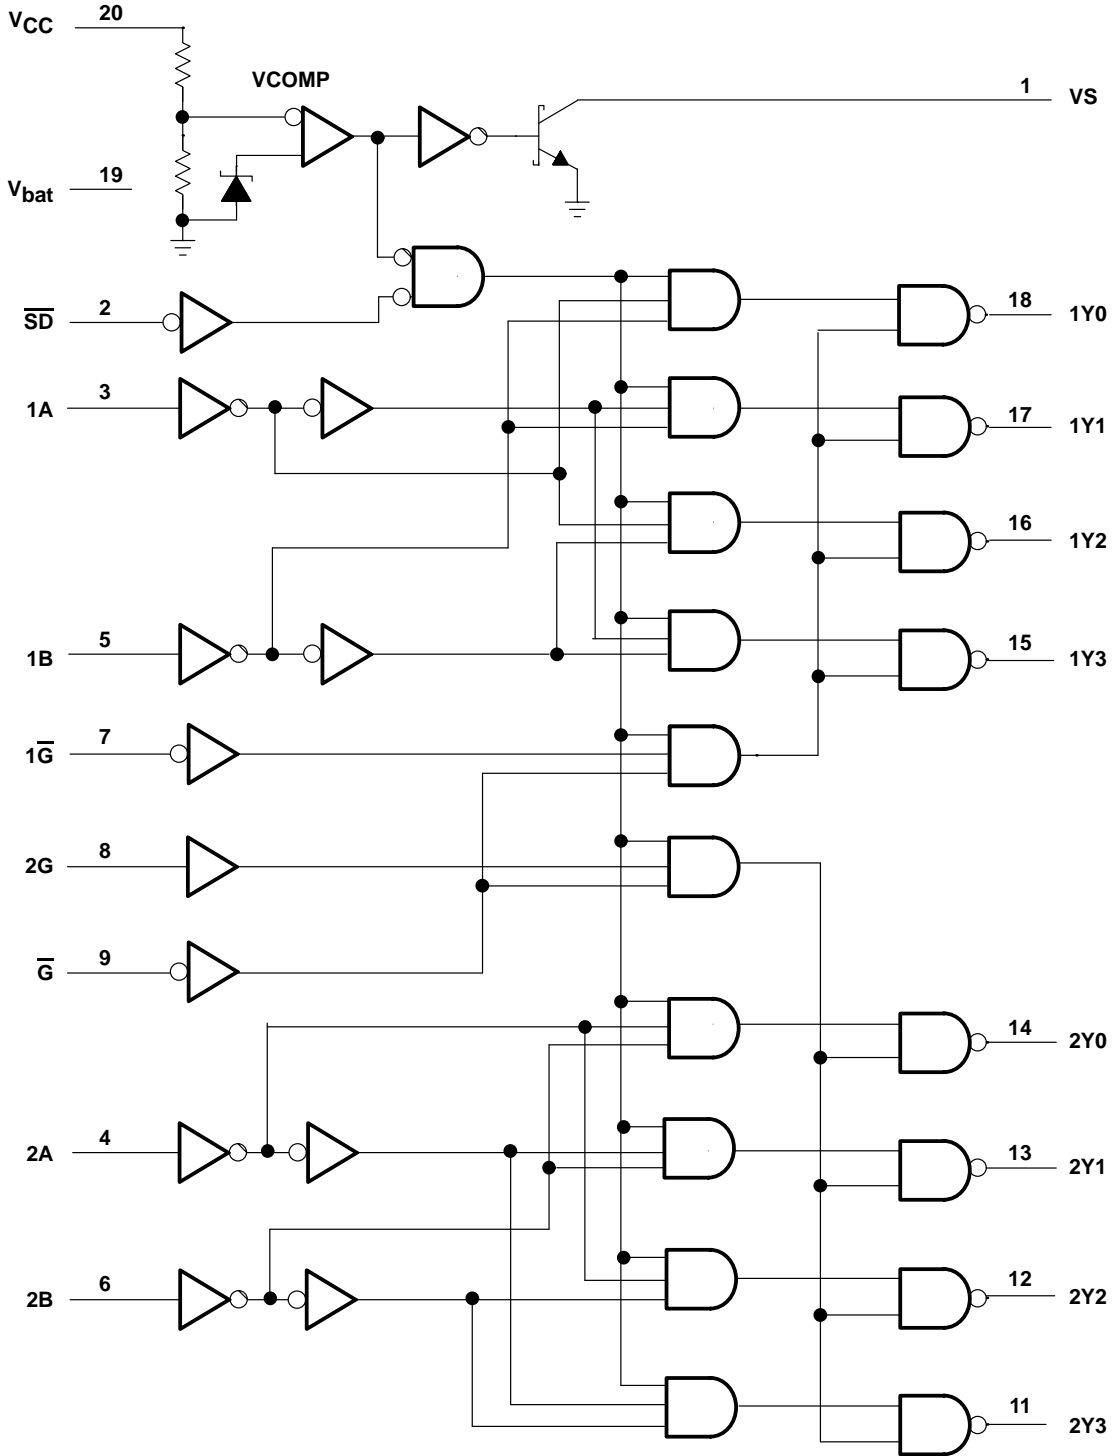 VCC 20
VCOMP
1 VS
Vbat 19
S̅D̅ 2
18 1Y0
1A 3
17 1Y1
16 1Y2
1B 5
15 1Y3
1G̅ 7
2G 8
G̅ 9
14 2Y0
2A 4
13 2Y1
2B 6
12 2Y2
11 2Y3